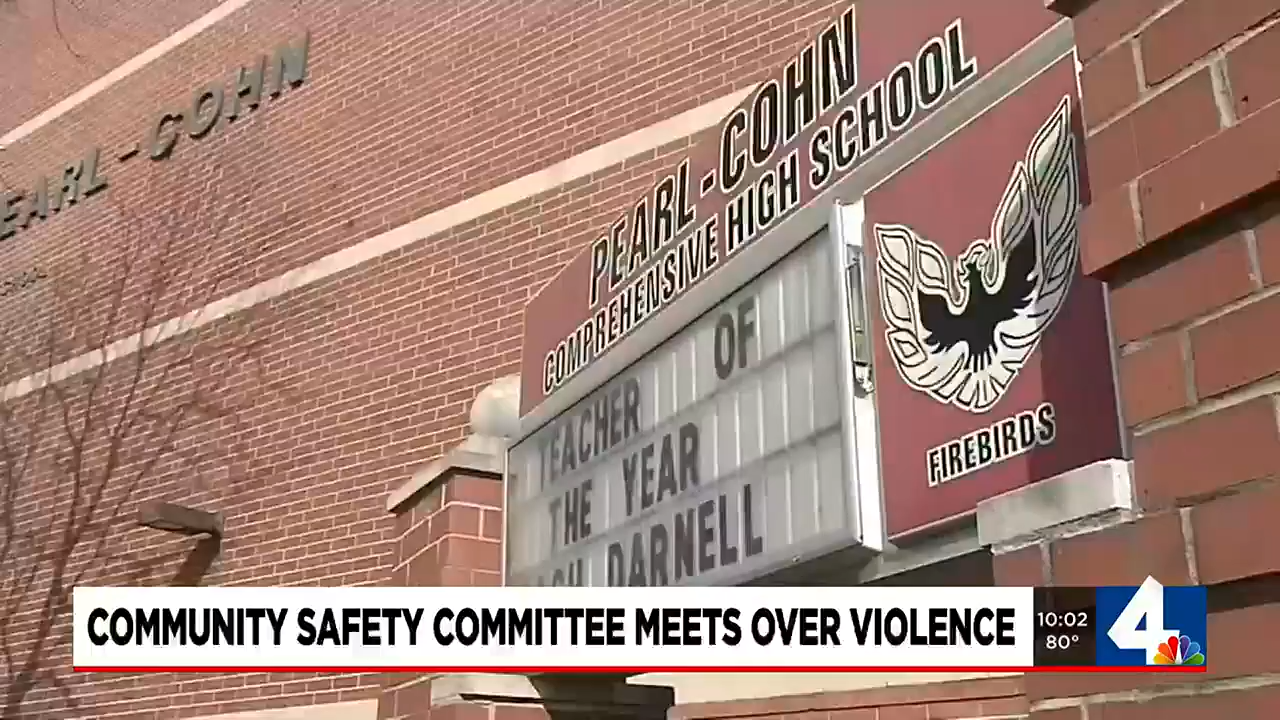 PEARL-COHN
PEARL-COHN
COMPREHENSIVE HIGH SCHOOL
TEACHER OF
THE YEAR
DARNELL
FIREBIRDS
COMMUNITY SAFETY COMMITTEE MEETS OVER VIOLENCE
10:02
80°
4